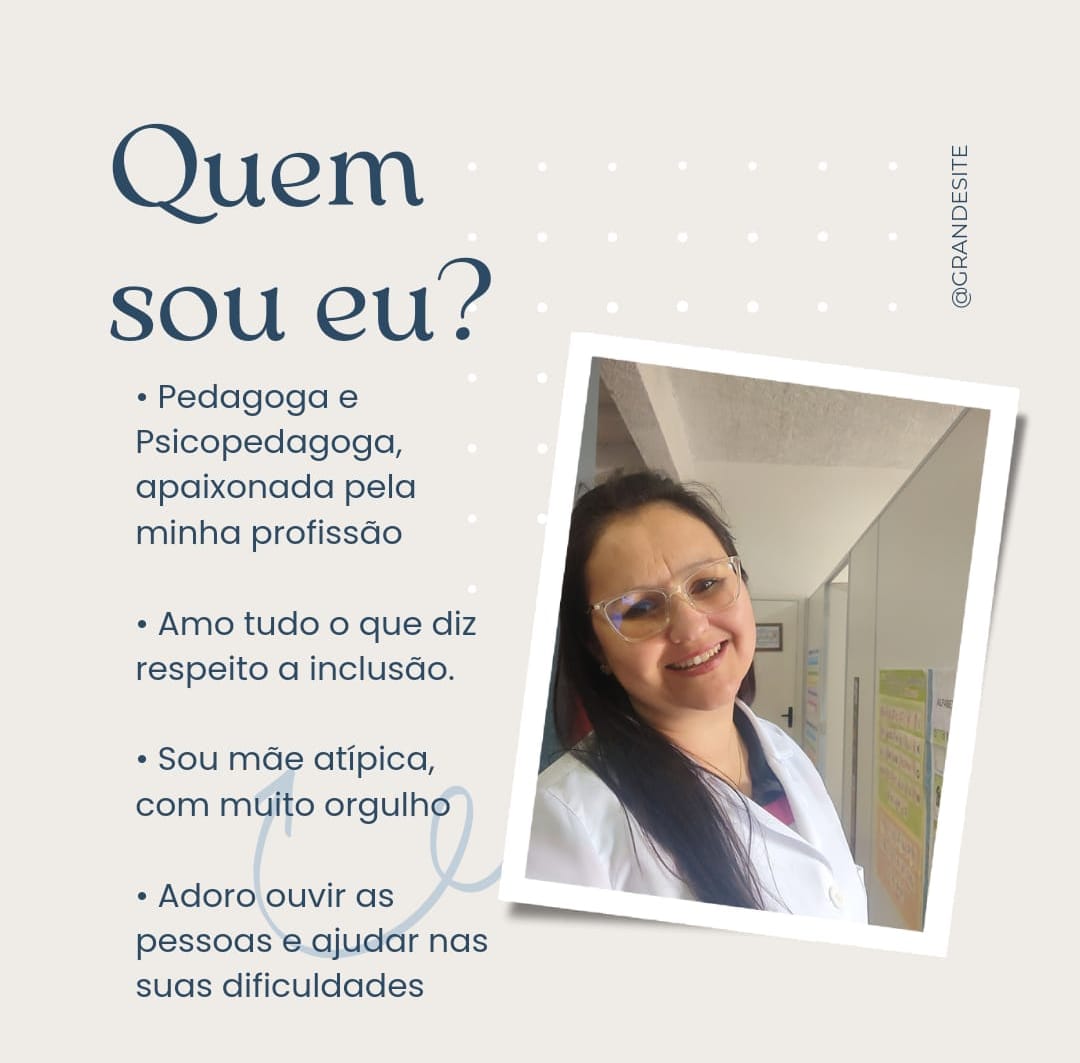 Quem
sou eu?
@GRANDESITE
• Pedagoga e
Psicopedagoga,
apaixonada pela
minha profissão
• Amo tudo o que diz
respeito a inclusão.
• Sou mãe atípica,
com muito orgulho
• Adoro ouvir as
pessoas e ajudar nas
suas dificuldades